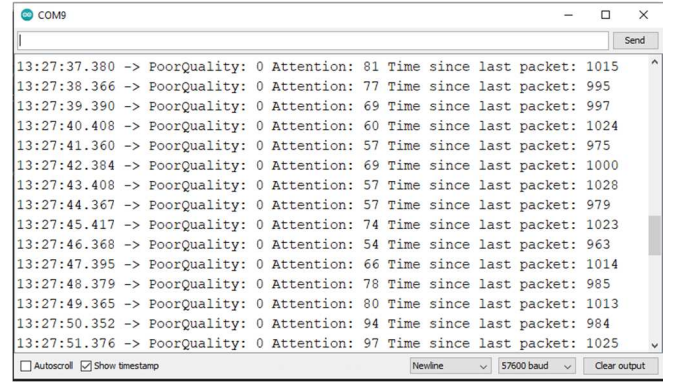 COM9
Send
13:27:37.380 -> PoorQuality: 0 Attention: 81 Time since last packet: 1015
13:27:38.366 -> PoorQuality: 0 Attention: 77 Time since last packet: 995
13:27:39.390 -> PoorQuality: 0 Attention: 69 Time since last packet: 997
13:27:40.408 -> PoorQuality: 0 Attention: 60 Time since last packet: 1024
13:27:41.360 -> PoorQuality: 0 Attention: 57 Time since last packet: 975
13:27:42.384 -> PoorQuality: 0 Attention: 69 Time since last packet: 1000
13:27:43.408 -> PoorQuality: 0 Attention: 57 Time since last packet: 1028
13:27:44.367 -> PoorQuality: 0 Attention: 57 Time since last packet: 979
13:27:45.417 -> PoorQuality: 0 Attention: 74 Time since last packet: 1023
13:27:46.368 -> PoorQuality: 0 Attention: 54 Time since last packet: 963
13:27:47.395 -> PoorQuality: 0 Attention: 66 Time since last packet: 1014
13:27:48.379 -> PoorQuality: 0 Attention: 78 Time since last packet: 985
13:27:49.365 -> PoorQuality: 0 Attention: 80 Time since last packet: 1013
13:27:50.352 -> PoorQuality: 0 Attention: 94 Time since last packet: 984
13:27:51.376 -> PoorQuality: 0 Attention: 97 Time since last packet: 1025
Autoscroll Show timestamp Newline 57600 baud Clear output